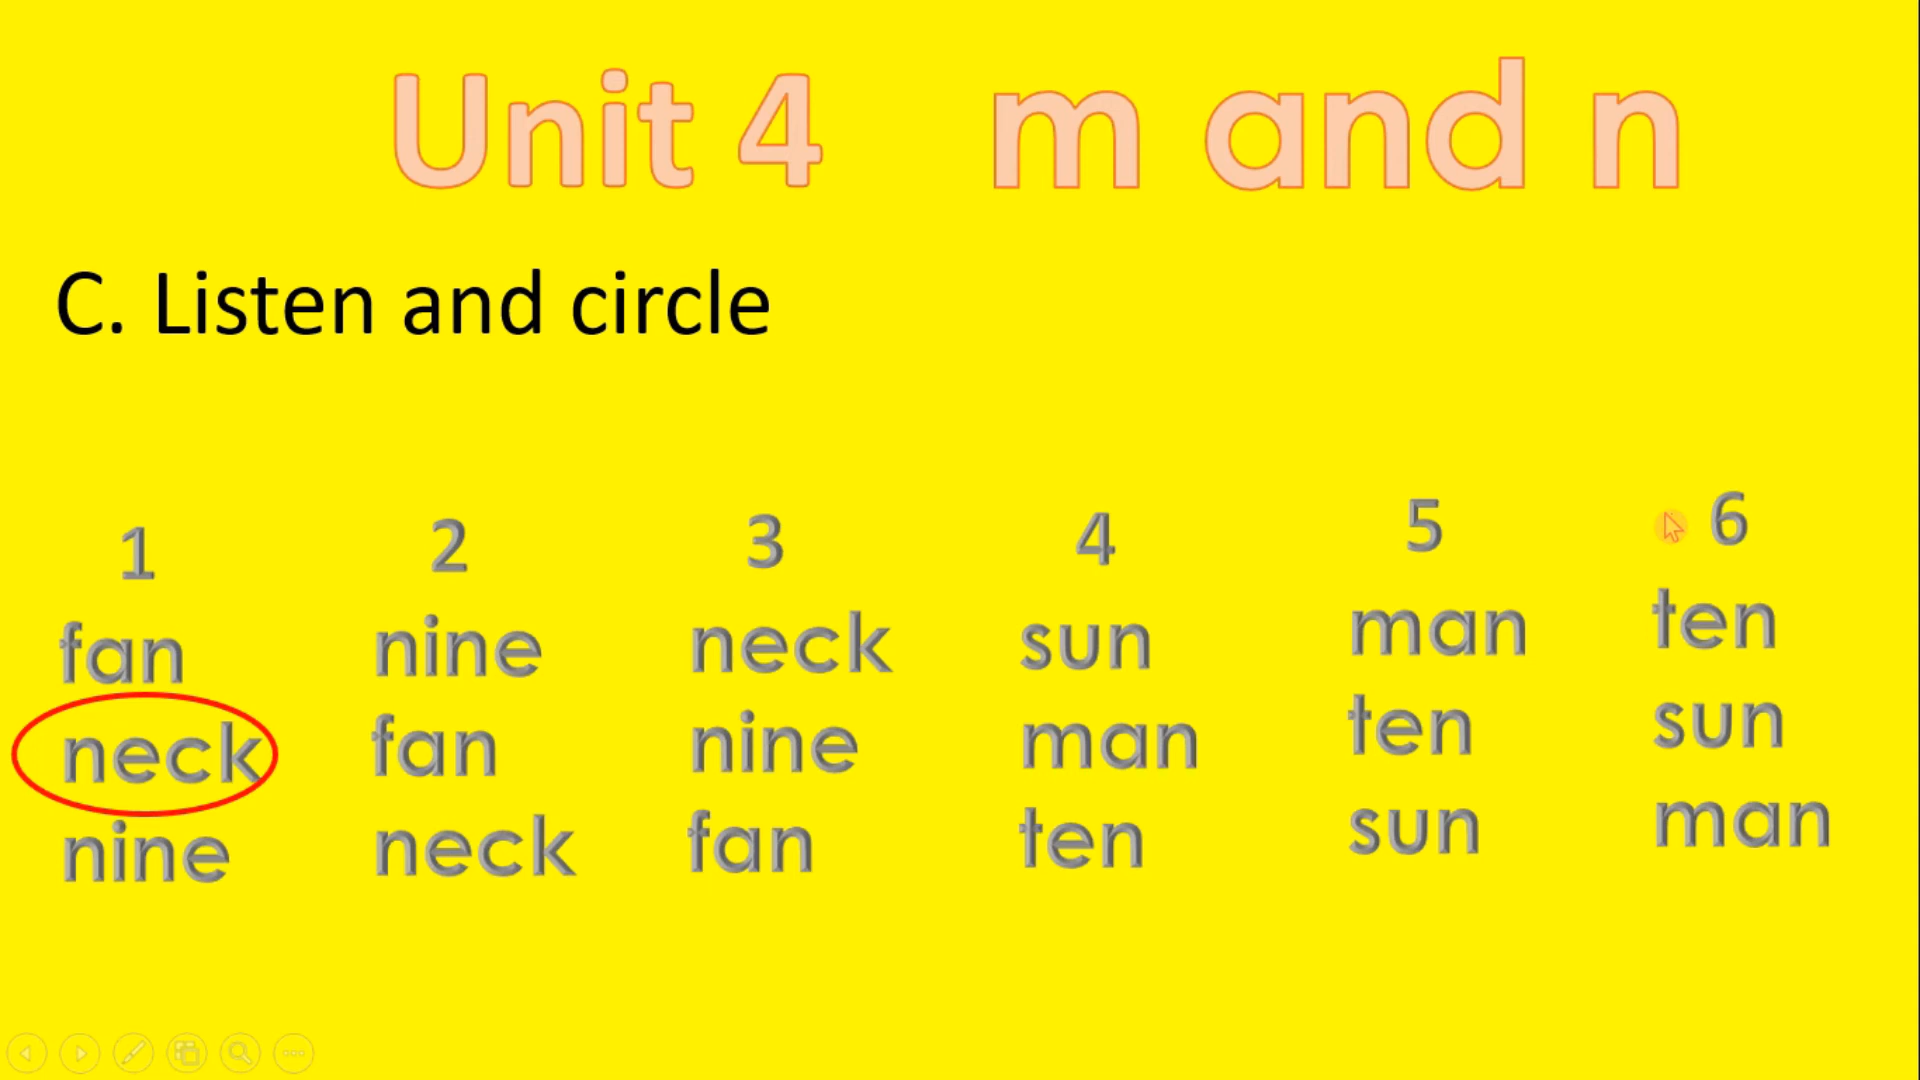 Unit 4 m and n
C. Listen and circle
1 2 3 4 5 6
fan nine neck sun man ten
neck fan nine man ten sun
nine neck fan ten sun man